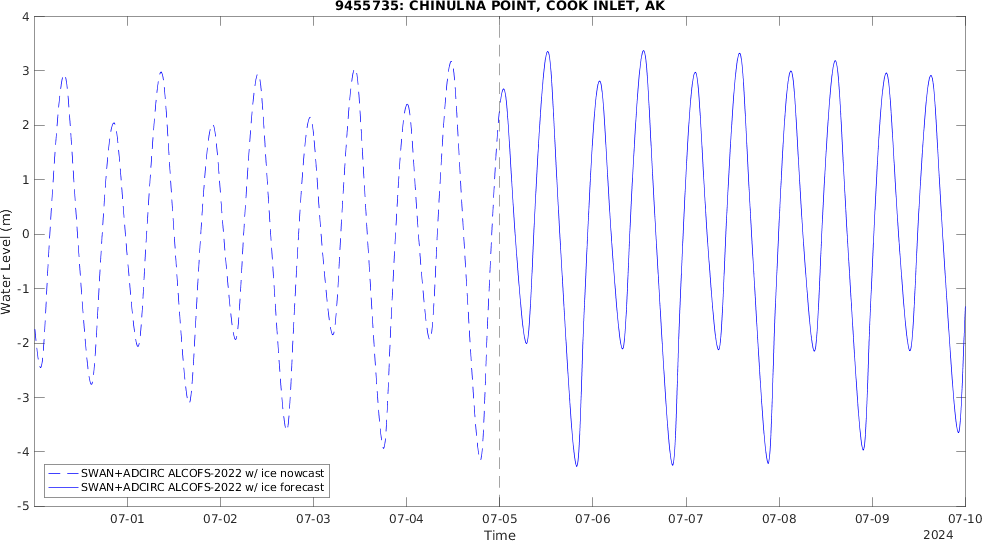 9455735: CHINULNA POINT, COOK INLET, AK
4
3
2
1
0
-1
-2
-3
-4
-5
Water Level (m)
SWAN+ADCIRC ALCOFS-2022 w/ ice nowcast
SWAN+ADCIRC ALCOFS-2022 w/ ice forecast
07-01 07-02 07-03 07-04 07-05 07-06 07-07 07-08 07-09 07-10
Time
2024